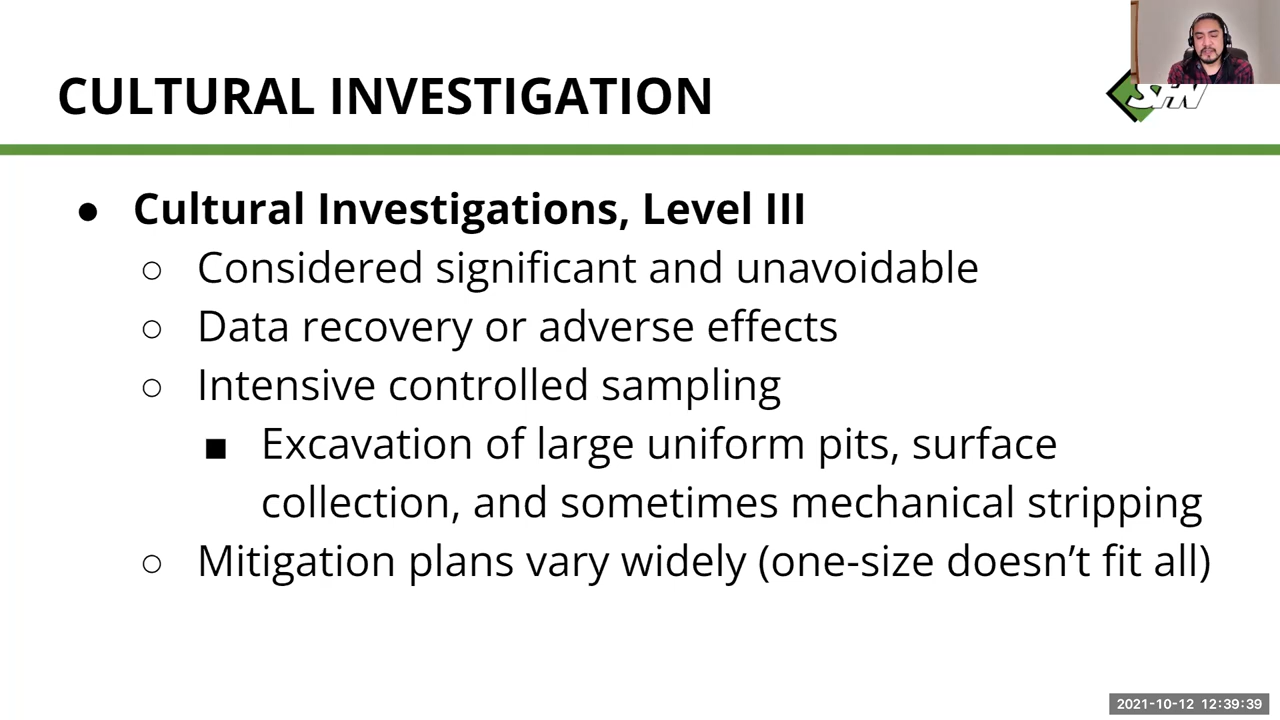 CULTURAL INVESTIGATION
SHN
● Cultural Investigations, Level III
○ Considered significant and unavoidable
○ Data recovery or adverse effects
○ Intensive controlled sampling
■ Excavation of large uniform pits, surface
collection, and sometimes mechanical stripping
○ Mitigation plans vary widely (one-size doesn’t fit all)
2021-10-12 12:39:39